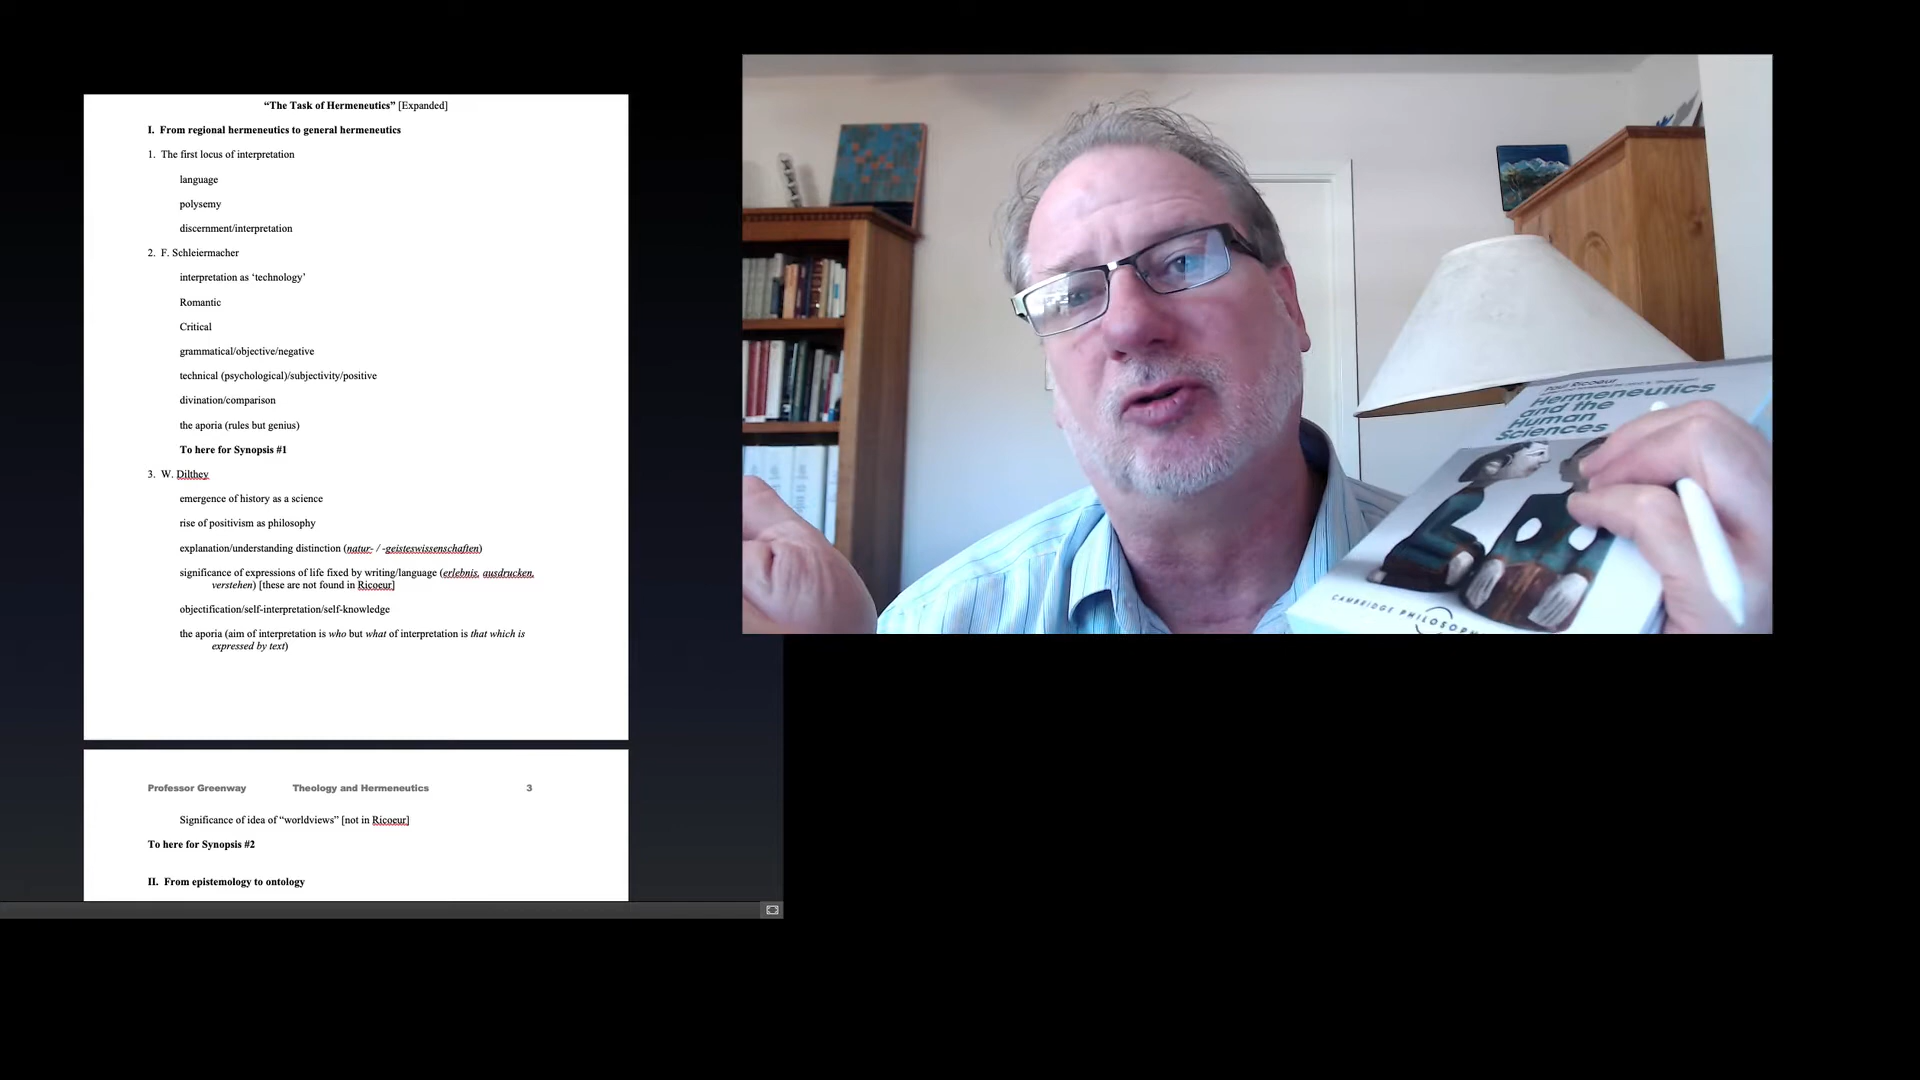 “The Task of Hermeneutics” [Expanded]
I. From regional hermeneutics to general hermeneutics
1. The first locus of interpretation
language
polysemy
discernment/interpretation
2. F. Schleiermacher
interpretation as ‘technology’
Romantic
Critical
grammatical/objective/negative
technical (psychological)/subjectivity/positive
divination/comparison
the aporia (rules but genius)
To here for Synopsis #1
3. W. Dilthey
emergence of history as a science
rise of positivism as philosophy
explanation/understanding distinction (natur- / -geisteswissenschaften)
significance of expressions of life fixed by writing/language (erlebnis, ausdrucken,
verstehen) [these are not found in Ricoeur]
objectification/self-interpretation/self-knowledge
the aporia (aim of interpretation is who but what of interpretation is that which is
expressed by text)
Professor Greenway Theology and Hermeneutics 3
Significance of idea of “worldviews” [not in Ricoeur]
To here for Synopsis #2
II. From epistemology to ontology
Paul Ricoeur
Hermeneutics
and the
Human
Sciences
CAMBRIDGE PHILOSOPH